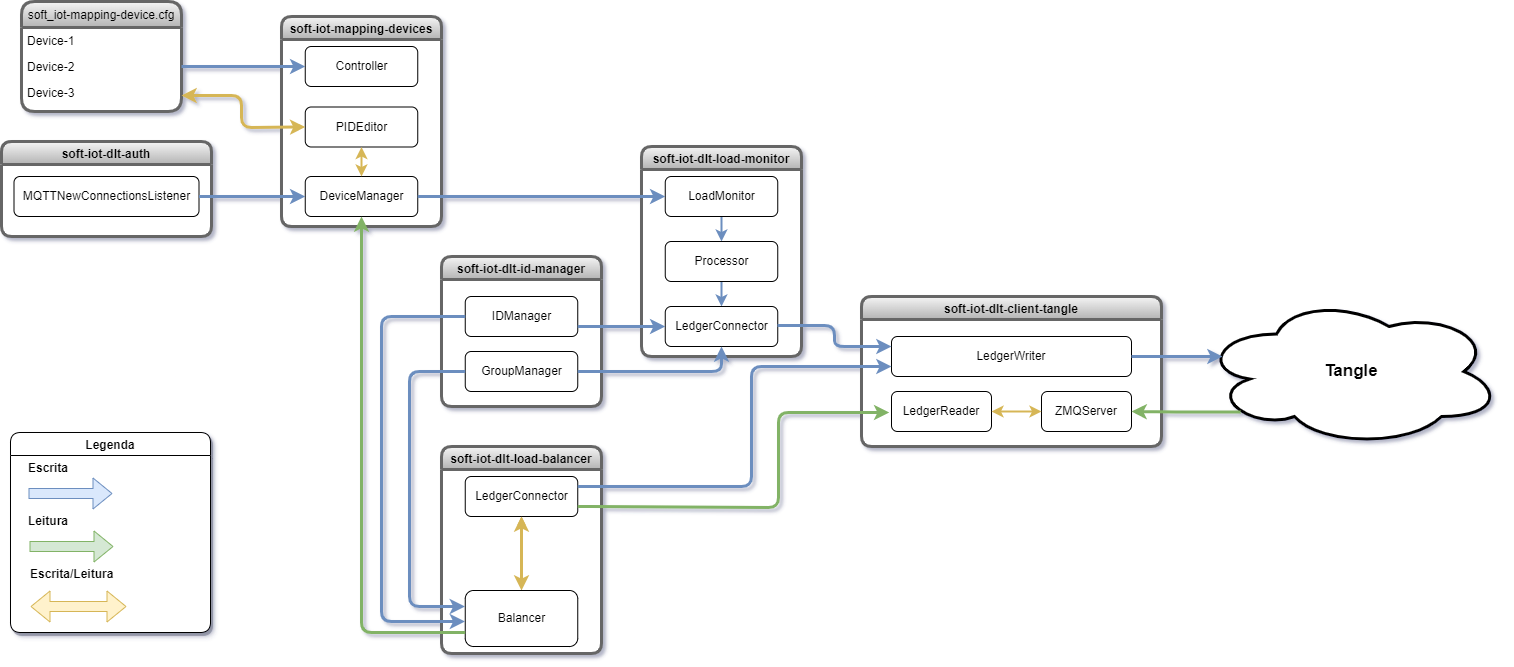 soft_iot-mapping-device.cfg
Device-1
Device-2
Device-3
soft-iot-mapping-devices
Controller
PIDEditor
DeviceManager
soft-iot-dlt-auth
MQTTNewConnectionsListener
soft-iot-dlt-load-monitor
LoadMonitor
Processor
LedgerConnector
soft-iot-dlt-id-manager
IDManager
GroupManager
soft-iot-dlt-client-tangle
LedgerWriter
LedgerReader
ZMQServer
Tangle
soft-iot-dlt-load-balancer
LedgerConnector
Balancer
Legenda
Escrita
Leitura
Escrita/Leitura